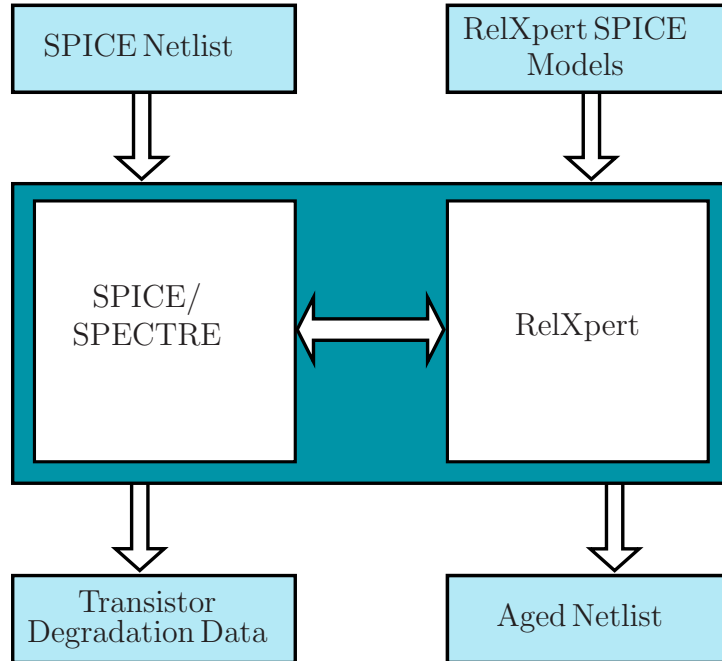 SPICE Netlist
RelXpert SPICE
Models
SPICE/
SPECTRE
RelXpert
Transistor
Degradation Data
Aged Netlist